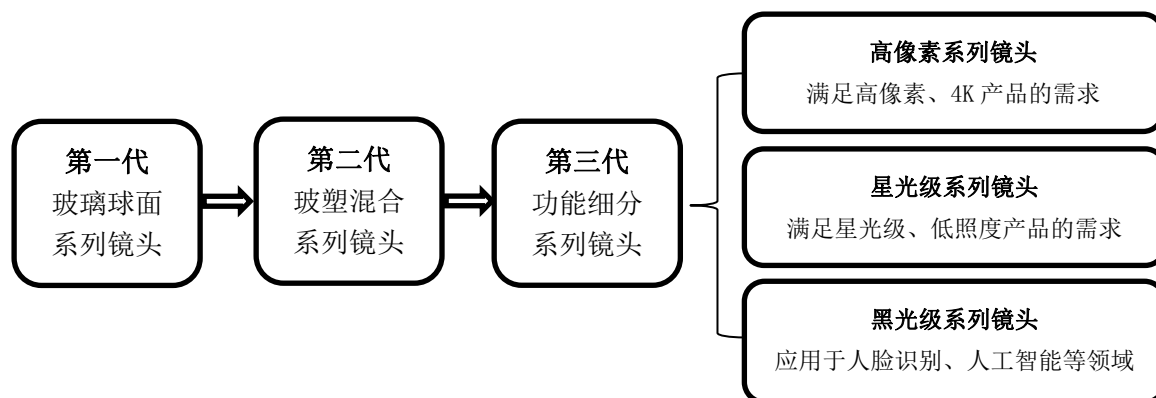 第一代
玻璃球面
系列镜头
第二代
玻塑混合
系列镜头
第三代
功能细分
系列镜头
高像素系列镜头
满足高像素、4K 产品的需求
星光级系列镜头
满足星光级、低照度产品的需求
黑光级系列镜头
应用于人脸识别、人工智能等领域